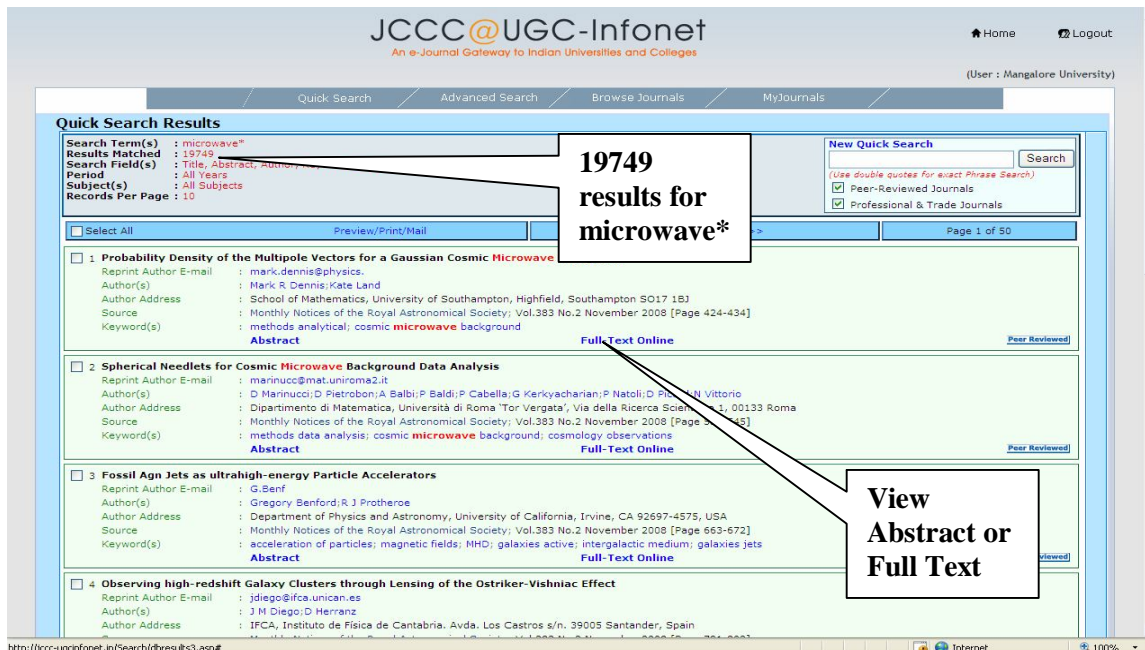 JCCC@UGC-Infonet
An e-Journal Gateway to Indian Universities and Colleges
Home Logout
(User : Mangalore University)
Quick Search Advanced Search Browse Journals MyJournals
Quick Search Results
Search Term(s) : microwave*
Results Matched : 19749
Search Field(s) : Title, Abstract, Author,
Period : All Years
Subject(s) : All Subjects
Records Per Page : 10
19749
results for
microwave*
New Quick Search
Search
(Use double quotes for exact Phrase Search)
Peer-Reviewed Journals
Professional & Trade Journals
Select All Preview/Print/Mail >> Page 1 of 50
1 Probability Density of the Multipole Vectors for a Gaussian Cosmic Microwave
Reprint Author E-mail : mark.dennis@physics.
Author(s) : Mark R Dennis;Kate Land
Author Address : School of Mathematics, University of Southampton, Highfield, Southampton SO17 1BJ
Source : Monthly Notices of the Royal Astronomical Society; Vol.383 No.2 November 2008 [Page 424-434]
Keyword(s) : methods analytical; cosmic microwave background
Abstract Full-Text Online Peer Reviewed
2 Spherical Needlets for Cosmic Microwave Background Data Analysis
Reprint Author E-mail : marinucc@mat.uniroma2.it
Author(s) : D Marinucci;D Pietrobon;A Balbi;P Baldi;P Cabella;G Kerkyacharian;P Natoli;D N Vittorio
Author Address : Dipartimento di Matematica, Università di Roma 'Tor Vergata', Via della Ricerca 1, 00133 Roma
Source : Monthly Notices of the Royal Astronomical Society; Vol.383 No.2 November 2008 [Page
Keyword(s) : methods data analysis; cosmic microwave background; cosmology observations
Abstract Full-Text Online Peer Reviewed
3 Fossil Agn Jets as ultrahigh-energy Particle Accelerators
Reprint Author E-mail : G.Benf
Author(s) : Gregory Benford;R J Protheroe
Author Address : Department of Physics and Astronomy, University of California, Irvine, CA 92697-4575, USA
Source : Monthly Notices of the Royal Astronomical Society; Vol.383 No.2 November 2008 [Page 663-672]
Keyword(s) : acceleration of particles; magnetic fields; MHD; galaxies active; intergalactic medium; galaxies jets
Abstract Full-Text Online
View
Abstract or
Full Text
4 Observing high-redshift Galaxy Clusters through Lensing of the Ostriker-Vishniac Effect
Reprint Author E-mail : jdiego@ifca.unican.es
Author(s) : J M Diego;D Herranz
Author Address : IFCA, Instituto de Física de Cantabria. Avda. Los Castros s/n. 39005 Santander, Spain
Internet 100%